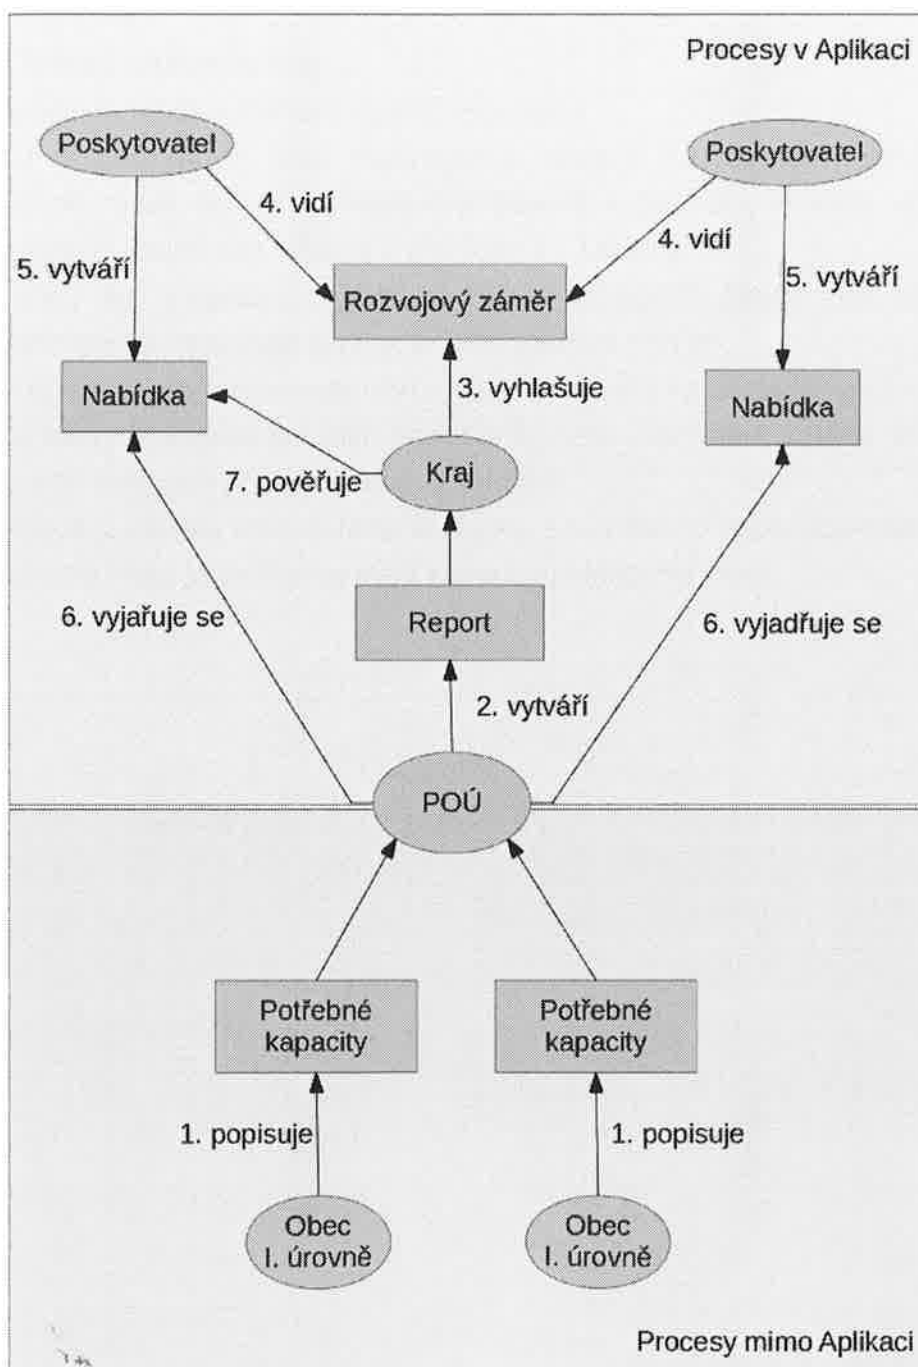 Procesy v Aplikaci
Poskytovatel
Poskytovatel
4. vidí
4. vidí
5. vytváří
5. vytváří
Rozvojový záměr
Nabídka
3. vyhlašuje
Nabídka
7. pověřuje
Kraj
6. vyjařuje se
Report
6. vyjadřuje se
2. vytváří
POÚ
Potřebné
kapacity
Potřebné
kapacity
1. popisuje
1. popisuje
Obec
I. úrovně
Obec
I. úrovně
Procesy mimo Aplikaci